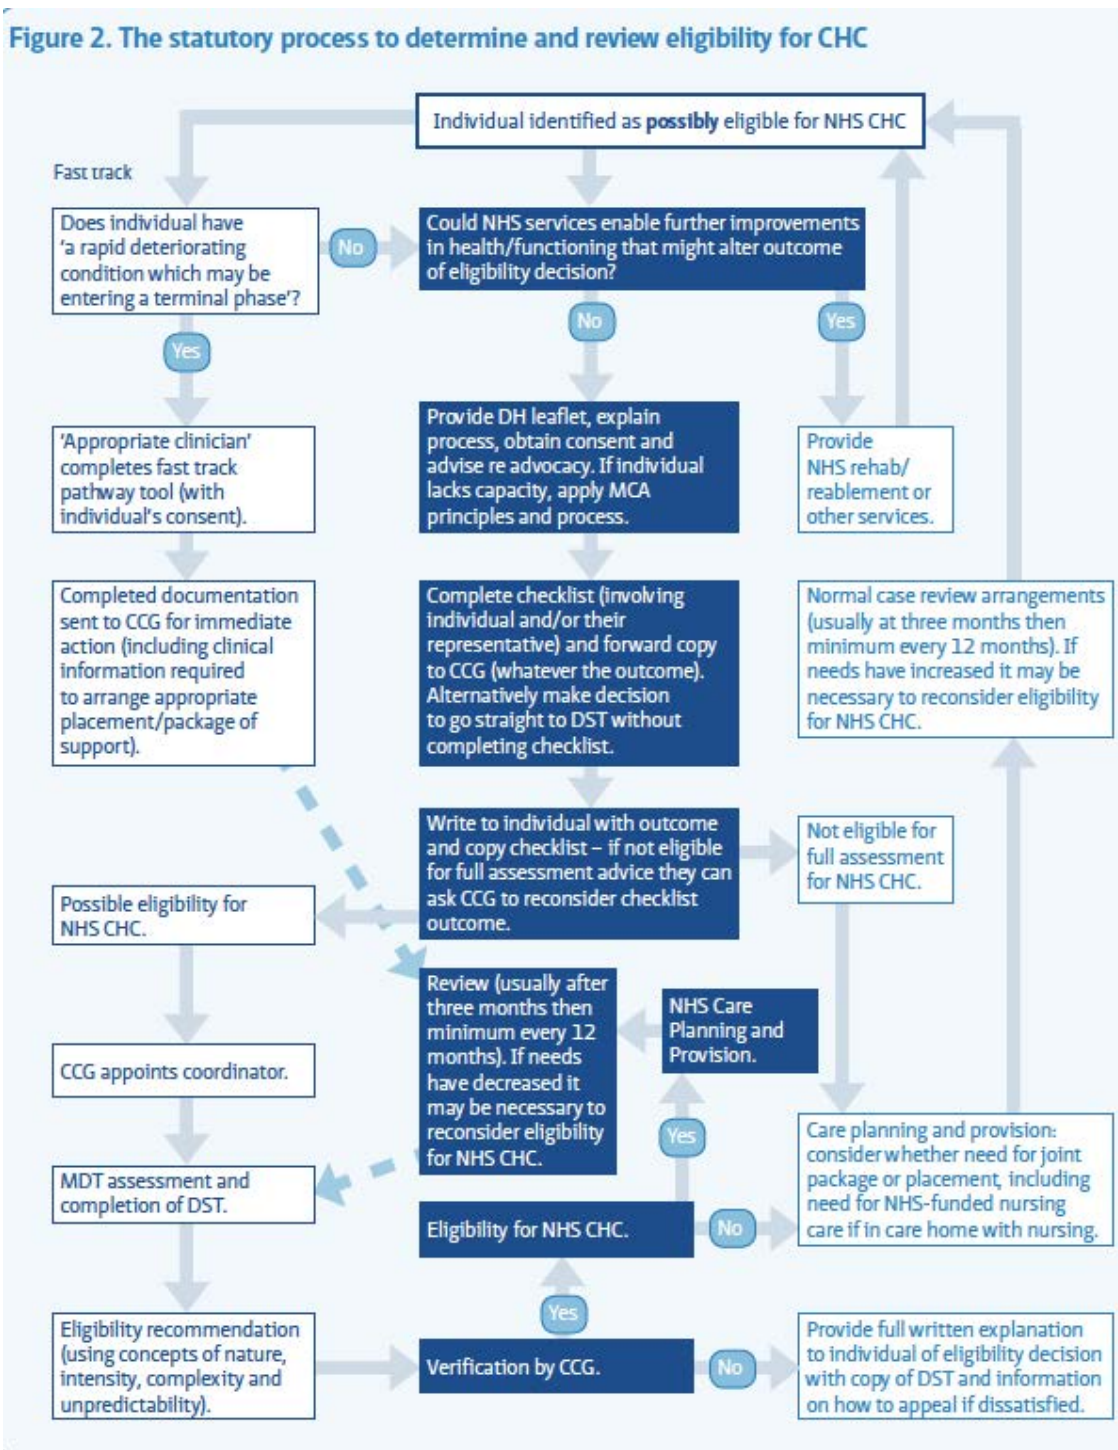 Figure 2. The statutory process to determine and review eligibility for CHC
Individual identified as possibly eligible for NHS CHC
Fast track
Does individual have
‘a rapid deteriorating
condition which may be
entering a terminal phase’?
No
Could NHS services enable further improvements
in health/functioning that might alter outcome
of eligibility decision?
Yes
No
Yes
‘Appropriate clinician’
completes fast track
pathway tool (with
individual’s consent).
Provide DH leaflet, explain
process, obtain consent and
advise re advocacy. If individual
lacks capacity, apply MCA
principles and process.
Provide
NHS rehab/
reablement or
other services.
Completed documentation
sent to CCG for immediate
action (including clinical
information required
to arrange appropriate
placement/package of
support).
Complete checklist (involving
individual and/or their
representative) and forward copy
to CCG (whatever the outcome).
Alternatively make decision
to go straight to DST without
completing checklist.
Normal case review arrangements
(usually at three months then
minimum every 12 months). If
needs have increased it may be
necessary to reconsider eligibility
for NHS CHC.
Write to individual with outcome
and copy checklist – if not eligible
for full assessment advice they can
ask CCG to reconsider checklist
outcome.
Not eligible for
full assessment
for NHS CHC.
Possible eligibility for
NHS CHC.
Review (usually after
three months then
minimum every 12
months). If needs
have decreased it
may be necessary to
reconsider eligibility
for NHS CHC.
NHS Care
Planning and
Provision.
CCG appoints coordinator.
Yes
Care planning and provision:
consider whether need for joint
package or placement, including
need for NHS-funded nursing
care if in care home with nursing.
MDT assessment and
completion of DST.
Eligibility for NHS CHC.
No
Yes
Eligibility recommendation
(using concepts of nature,
intensity, complexity and
unpredictability).
Verification by CCG.
No
Provide full written explanation
to individual of eligibility decision
with copy of DST and information
on how to appeal if dissatisfied.